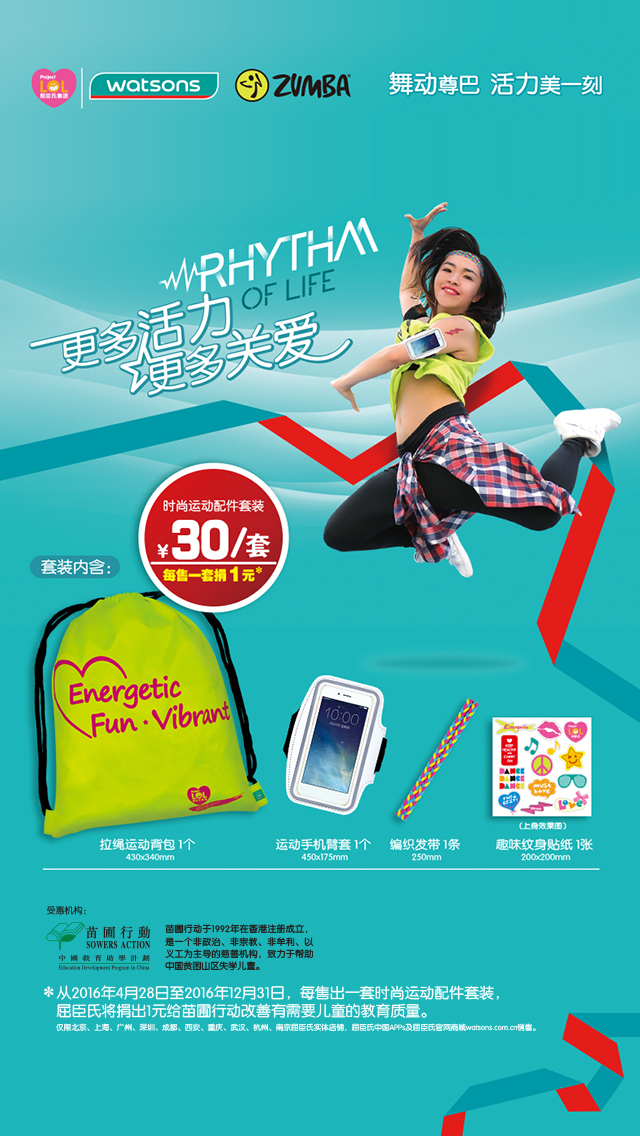 Project
LOL
屈臣氏集团
watsons
ZUMBA
舞动尊巴 活力美一刻
RHYTHM
OF LIFE
更多活力
更多关爱
时尚运动配件套装
¥30/套
每售一套捐1元*
套装内含：
Energetic
Fun · Vibrant
LOL
10:00
Energetic
KEEP
HEALTHY
CARRY
ON
DANCE
DANCE
DANCE
must
have
Love
(上身效果图)
拉绳运动背包 1个
430x340mm
运动手机臂套 1个
450x175mm
编织发带 1条
250mm
趣味纹身贴纸 1张
200x200mm
受惠机构：
苗圃行動
SOWERS ACTION
中國教育助學計劃
Education Development Program In China
苗圃行动于1992年在香港注册成立，
是一个非政治、非宗教、非牟利、以
义工为主导的慈善机构，致力于帮助
中国贫困山区失学儿童。
*从2016年4月28日至2016年12月31日，每售出一套时尚运动配件套装，
屈臣氏将捐出1元给苗圃行动改善有需要儿童的教育质量。
仅限北京、上海、广州、深圳、成都、西安、重庆、武汉、杭州、南京屈臣氏实体店铺，屈臣氏中国APPs及屈臣氏官网商城watsons.com.cn销售。